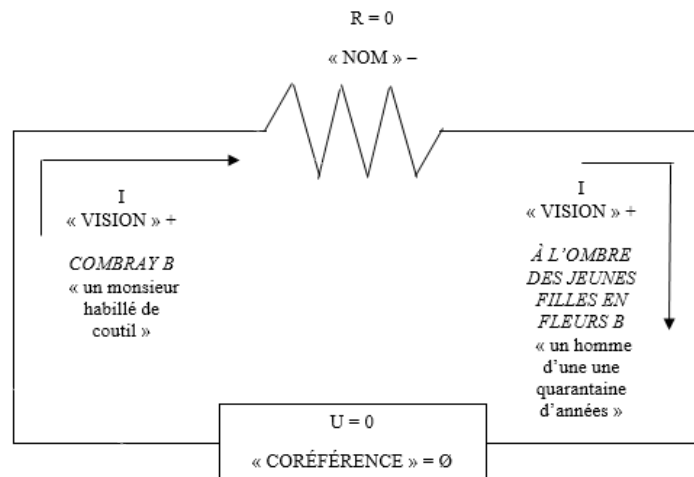 R = 0
« NOM » –
I
« VISION » +
COMBRAY B
« un monsieur
habillé de
coutil »
I
« VISION » +
À L’OMBRE
DES JEUNES
FILLES EN
FLEURS B
« un homme
d’une une
quarantaine
d’années »
U = 0
« CORÉFÉRENCE » = Ø